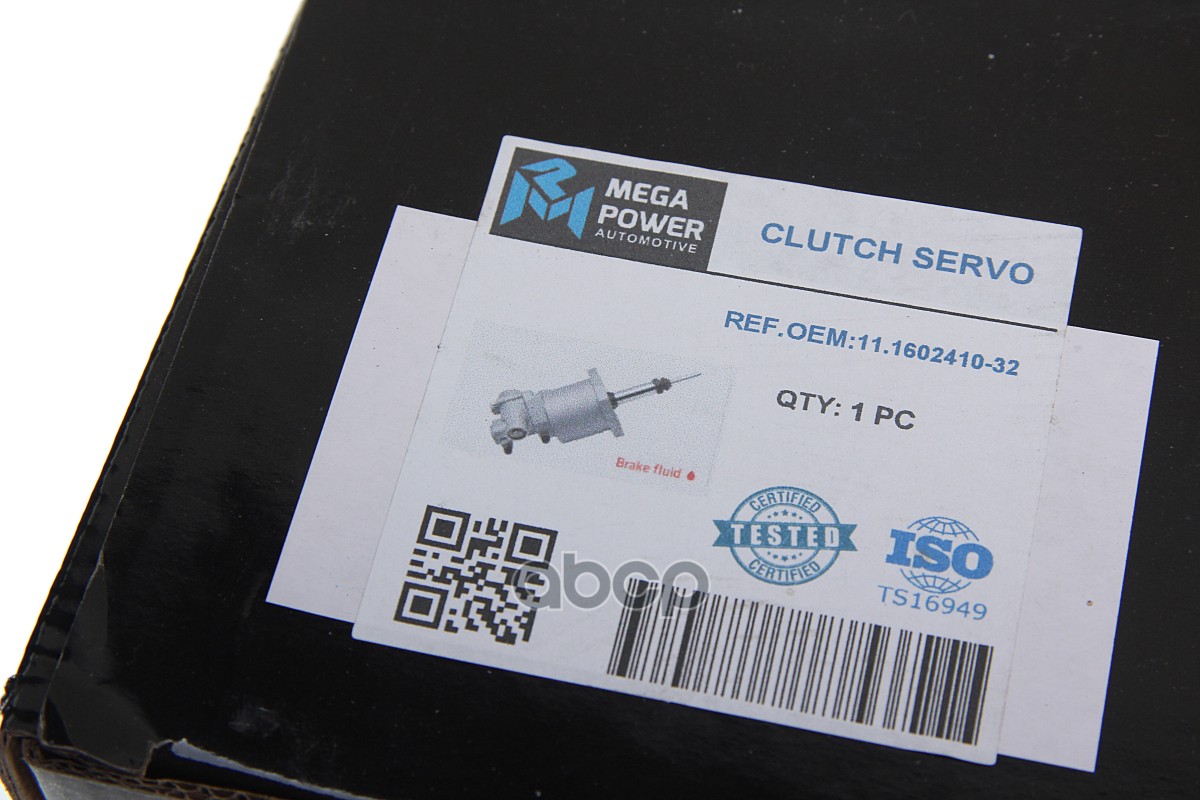 MEGA
POWER
AUTOMOTIVE
CLUTCH SERVO
REF.OEM:11.1602410-32
QTY: 1 PC
Brake fluid
CERTIFIED
TESTED
CERTIFIED
ISO
TS16949
abcp